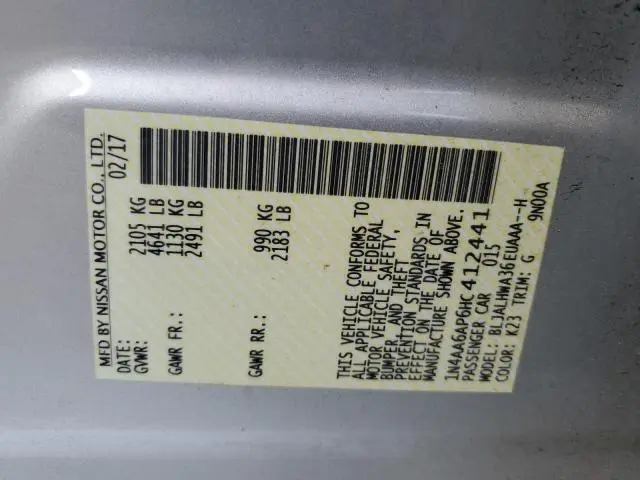 MFD BY NISSAN MOTOR CO., LTD.
DATE: 02/17
GVWR: 2105 KG
4641 LB
GAWR FR.: 1130 KG
2491 LB
GAWR RR.: 990 KG
2183 LB
THIS VEHICLE CONFORMS TO
ALL APPLICABLE FEDERAL
MOTOR VEHICLE SAFETY,
BUMPER, AND THEFT
PREVENTION STANDARDS IN
EFFECT ON THE DATE OF
MANUFACTURE SHOWN ABOVE.
1N4AA6AP6HC412441
PASSENGER CAR 015
MODEL: BLJALHWA36EUAAA--H
COLOR: K23 TRIM: G 9N00A